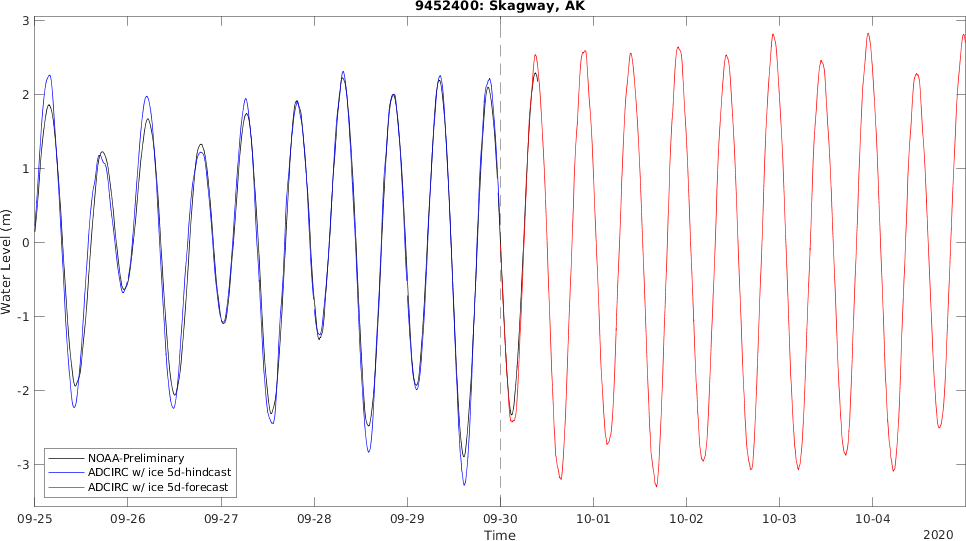 9452400: Skagway, AK
3
2
1
0
-1
-2
-3
Water Level (m)
NOAA-Preliminary
ADCIRC w/ ice 5d-hindcast
ADCIRC w/ ice 5d-forecast
09-25 09-26 09-27 09-28 09-29 09-30 10-01 10-02 10-03 10-04
Time
2020